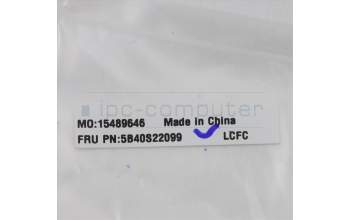 ipc-computer
MO:15489646 Made in China
FRU PN:5B40S22099 LCFC